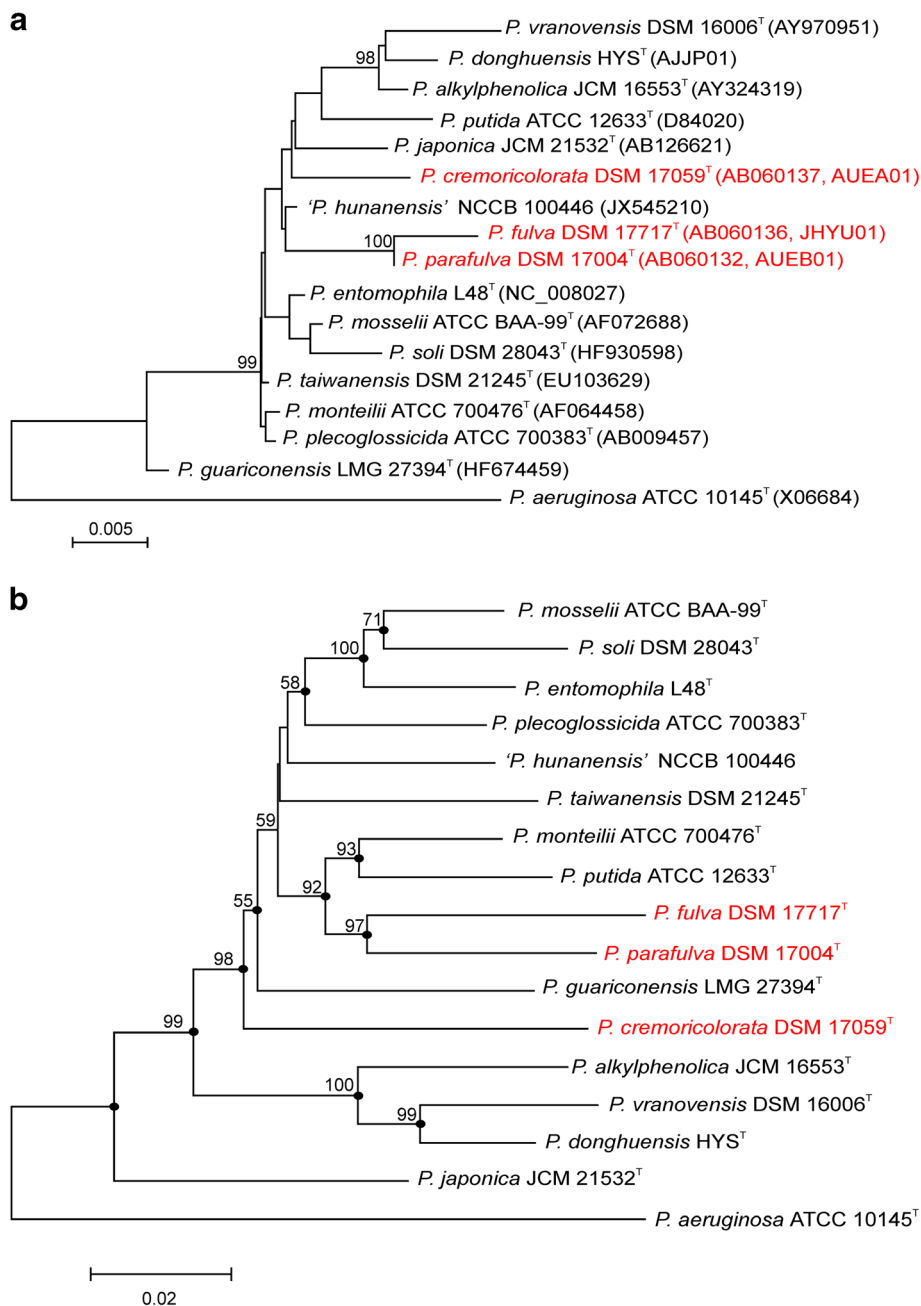 a
P. vranovensis DSM 16006T (AY970951)
98
P. donghuensis HYST (AJJP01)
P. alkylphenolica JCM 16553T (AY324319)
P. putida ATCC 12633T (D84020)
P. japonica JCM 21532T (AB126621)
P. cremoricolorata DSM 17059T (AB060137, AUEA01)
‘P. hunanensis’ NCCB 100446 (JX545210)
100
P. fulva DSM 17717T (AB060136, JHYU01)
P. parafulva DSM 17004T (AB060132, AUEB01)
P. entomophila L48T (NC_008027)
P. mosselii ATCC BAA-99T (AF072688)
P. soli DSM 28043T (HF930598)
99
P. taiwanensis DSM 21245T (EU103629)
P. monteilii ATCC 700476T (AF064458)
P. plecoglossicida ATCC 700383T (AB009457)
P. guariconensis LMG 27394T (HF674459)
P. aeruginosa ATCC 10145T (X06684)
0.005
b
P. mosselii ATCC BAA-99T
71
P. soli DSM 28043T
100
P. entomophila L48T
58
P. plecoglossicida ATCC 700383T
‘P. hunanensis’ NCCB 100446
P. taiwanensis DSM 21245T
59
P. monteilii ATCC 700476T
93
P. putida ATCC 12633T
92
P. fulva DSM 17717T
55
97
P. parafulva DSM 17004T
98
P. guariconensis LMG 27394T
P. cremoricolorata DSM 17059T
99
P. alkylphenolica JCM 16553T
100
P. vranovensis DSM 16006T
99
P. donghuensis HYST
P. japonica JCM 21532T
P. aeruginosa ATCC 10145T
0.02